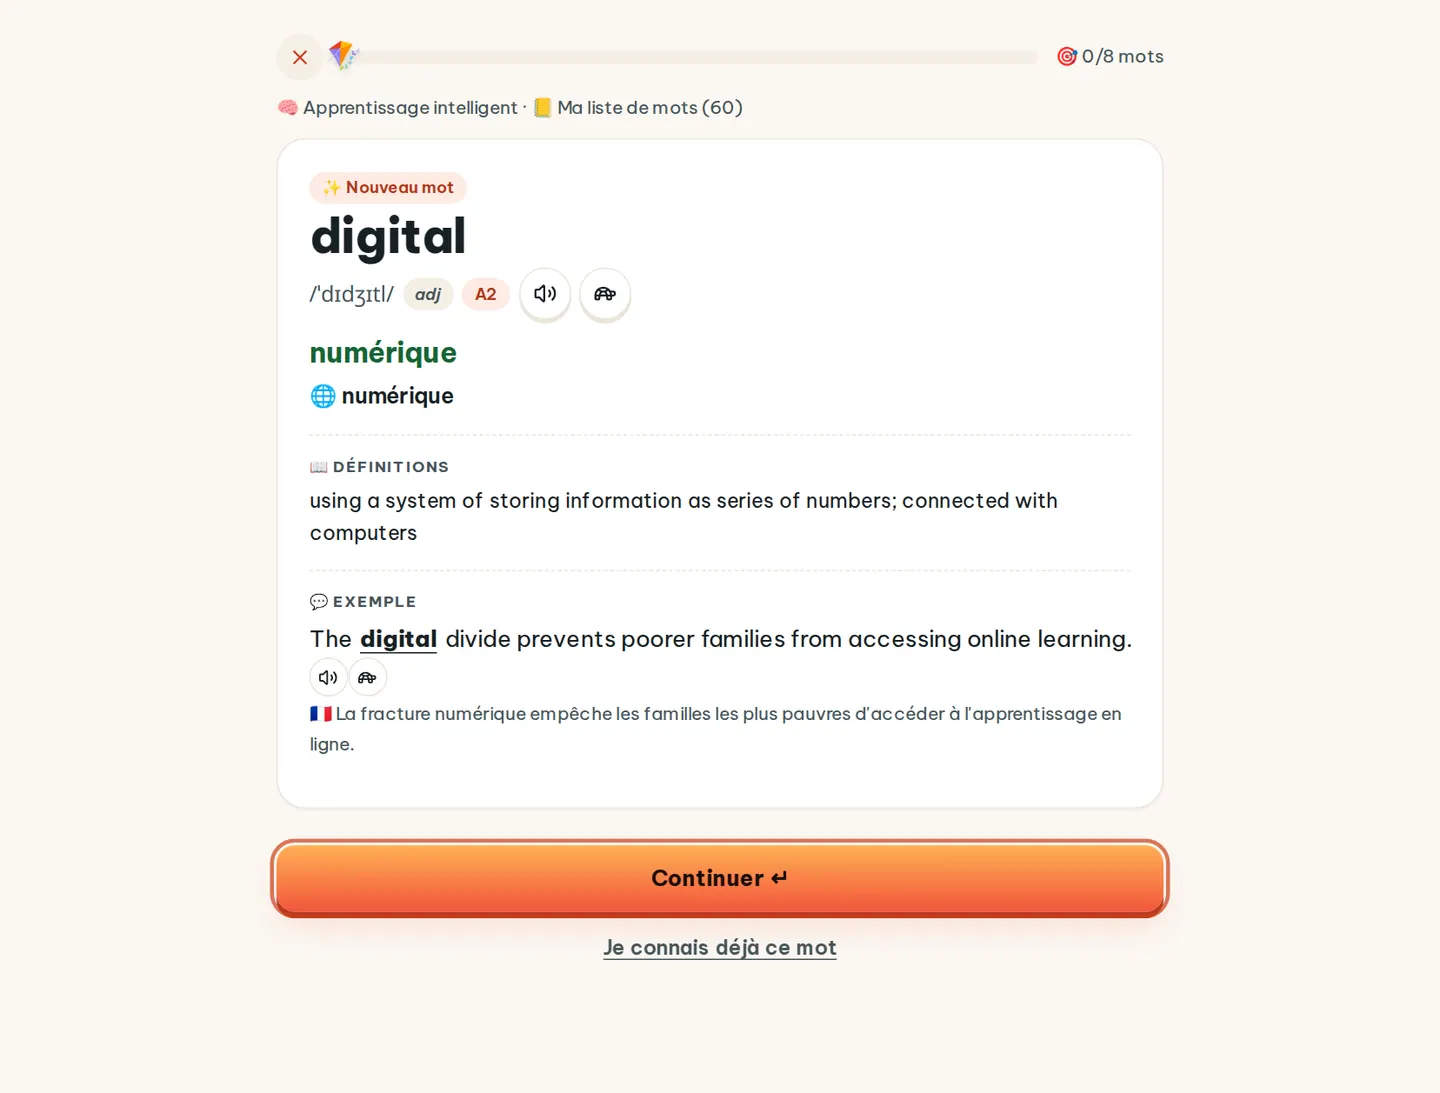 🎯 0/8 mots
🧠 Apprentissage intelligent · 📒 Ma liste de mots (60)
✨ Nouveau mot
digital
/ˈdɪdʒɪtl/ adj A2
numérique
🌐 numérique
📖 DÉFINITIONS
using a system of storing information as series of numbers; connected with
computers
💬 EXEMPLE
The digital divide prevents poorer families from accessing online learning.
🇫🇷 La fracture numérique empêche les familles les plus pauvres d'accéder à l'apprentissage en
ligne.
Continuer ↵
Je connais déjà ce mot